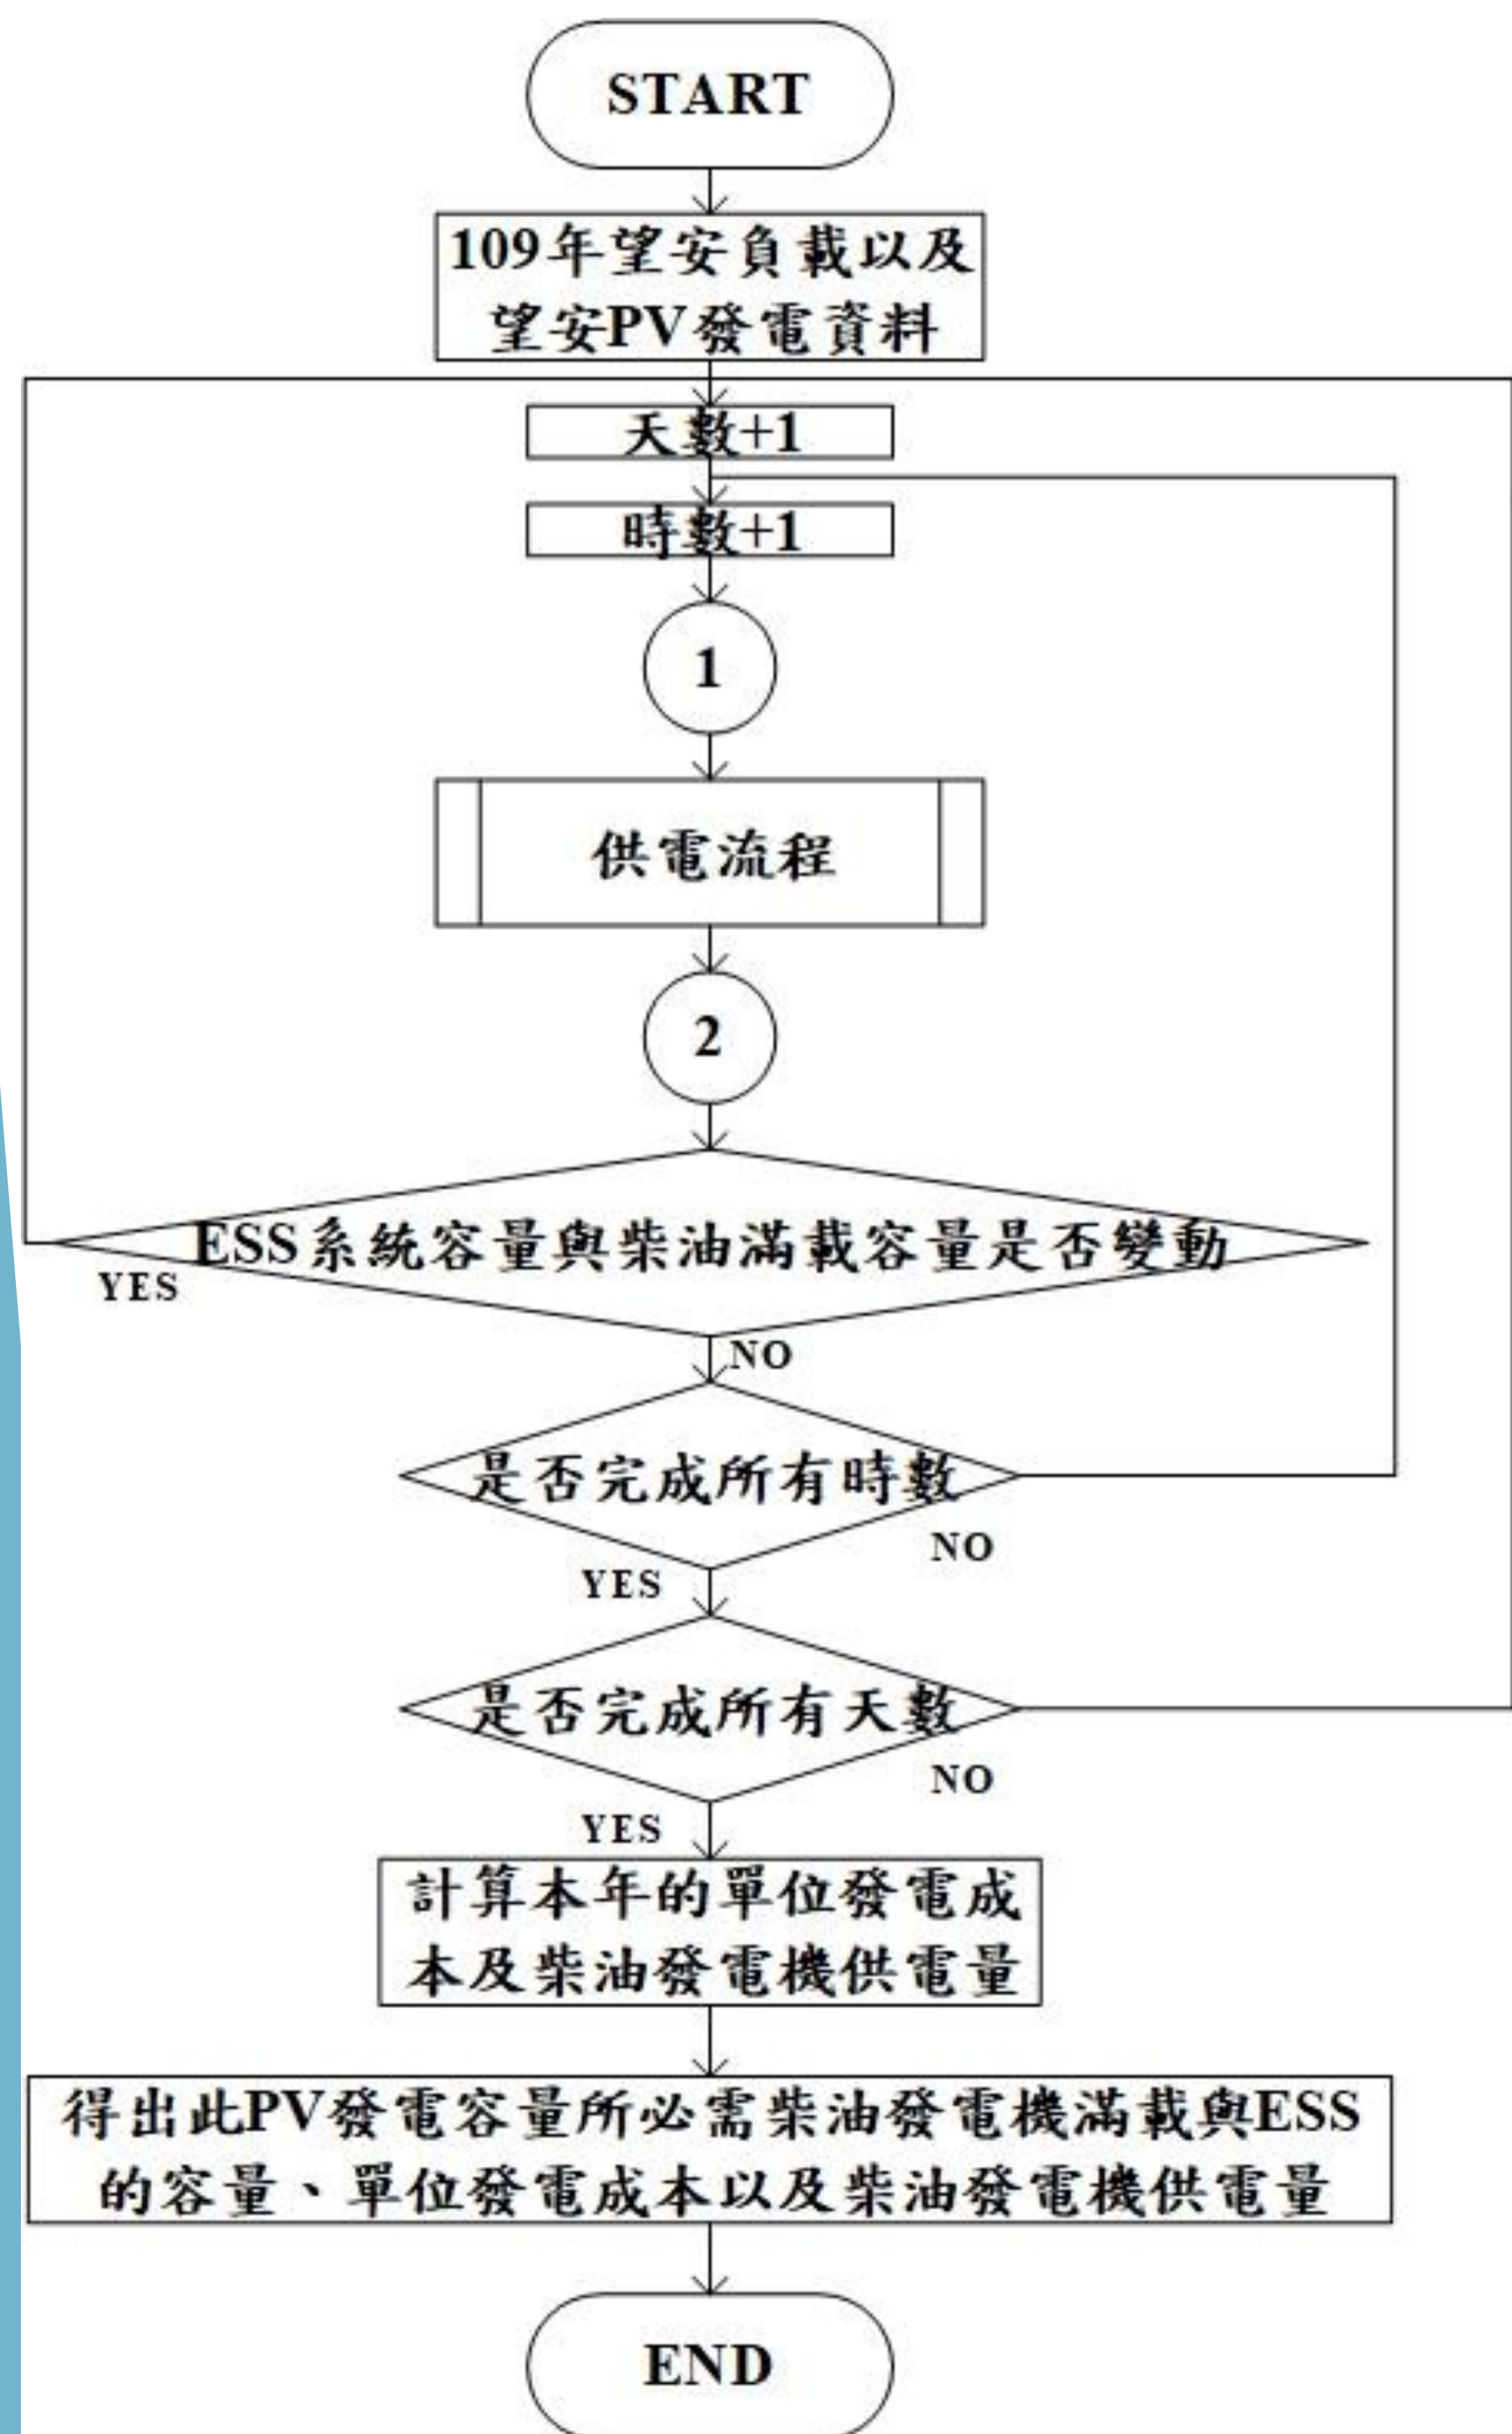 START
109年望安負載以及
望安PV發電資料
天數+1
時數+1
1
供電流程
2
ESS系統容量與柴油滿載容量是否變動
YES
NO
是否完成所有時數
NO
YES
是否完成所有天數
NO
YES
計算本年的單位發電成
本及柴油發電機供電量
得出此PV發電容量所必需柴油發電機滿載與ESS
的容量、單位發電成本以及柴油發電機供電量
END